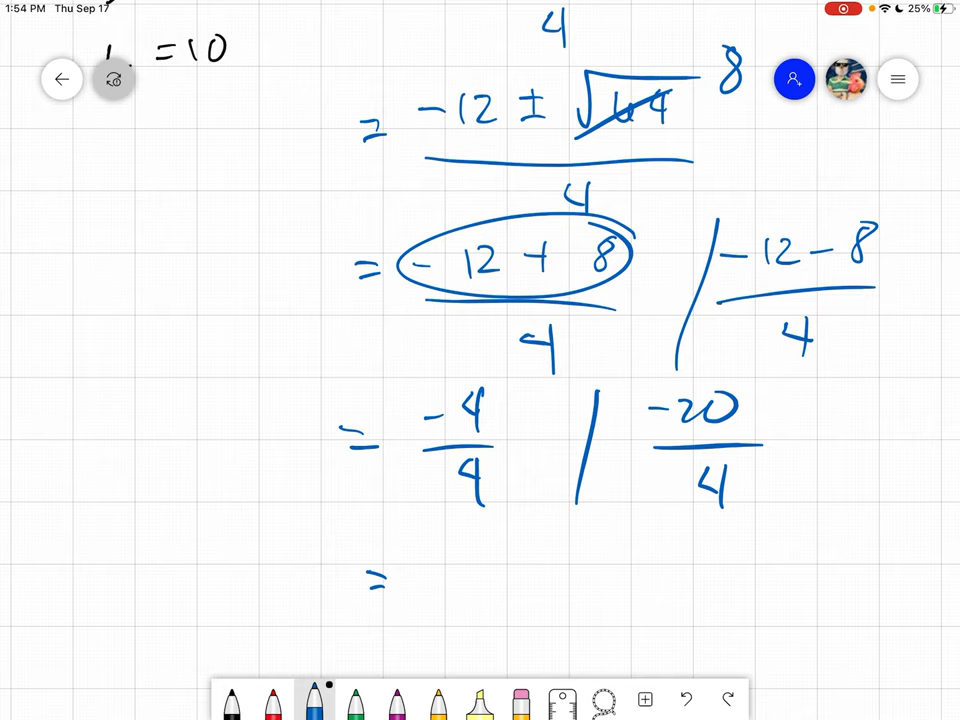 1:54 PM Thu Sep 17 25%
= 10
4
= -12 ± √64 8
4
= -12 + 8 / -12 - 8
4 4
= -4 / -20
4 4
=